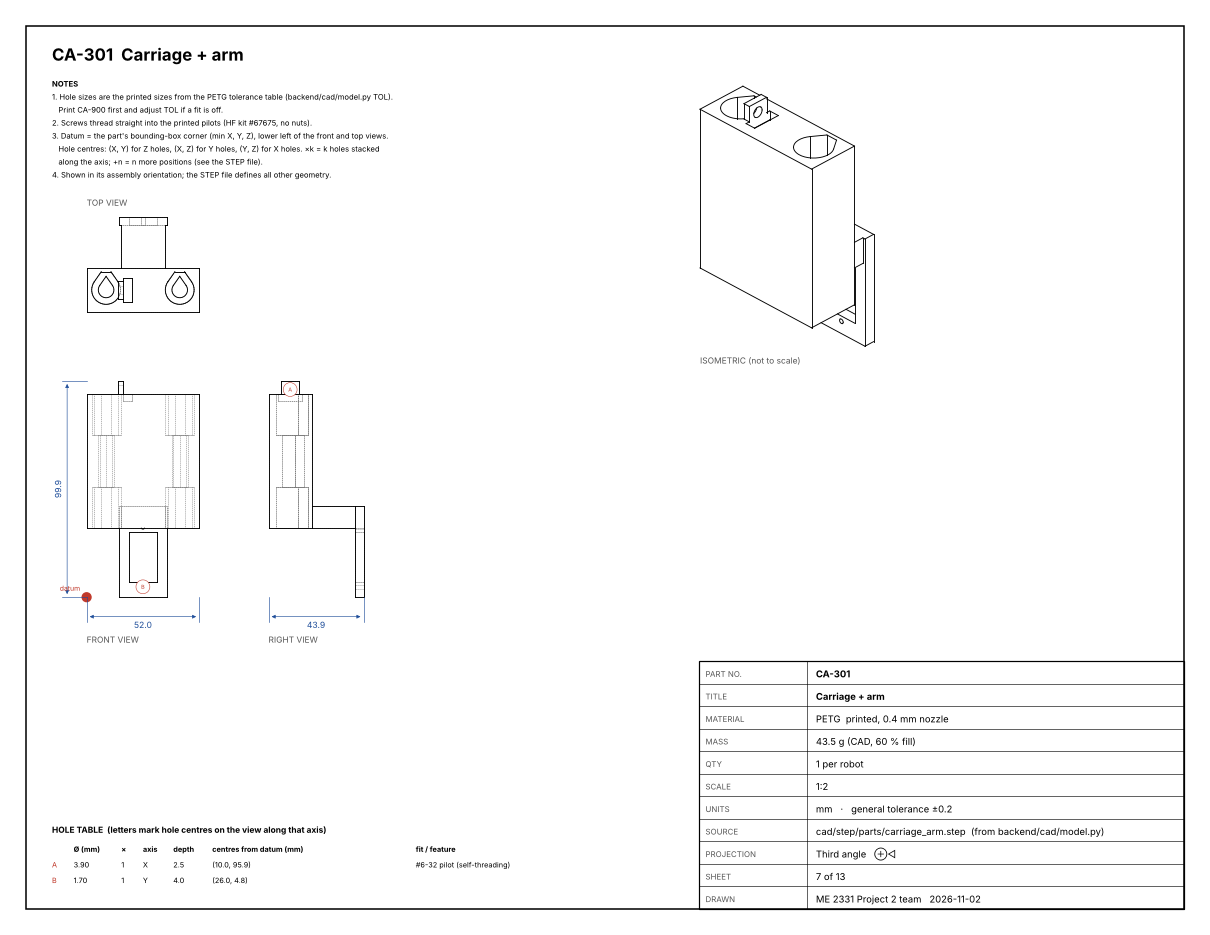 CA-301 Carriage + arm
NOTES
1. Hole sizes are the printed sizes from the PETG tolerance table (backend/cad/model.py TOL).
Print CA-900 first and adjust TOL if a fit is off.
2. Screws thread straight into the printed pilots (HF kit #67675, no nuts).
3. Datum = the part's bounding-box corner (min X, Y, Z), lower left of the front and top views.
Hole centres: (X, Y) for Z holes, (X, Z) for Y holes, (Y, Z) for X holes. ×k = k holes stacked
along the axis; +n = n more positions (see the STEP file).
4. Shown in its assembly orientation; the STEP file defines all other geometry.
TOP VIEW
ISOMETRIC (not to scale)
A
99.9
datum
B
52.0
43.9
FRONT VIEW
RIGHT VIEW
PART NO. CA-301
TITLE Carriage + arm
MATERIAL PETG printed, 0.4 mm nozzle
MASS 43.5 g (CAD, 60 % fill)
QTY 1 per robot
SCALE 1:2
UNITS mm · general tolerance ±0.2
SOURCE cad/step/parts/carriage_arm.step (from backend/cad/model.py)
PROJECTION Third angle
SHEET 7 of 13
DRAWN ME 2331 Project 2 team 2026-11-02
HOLE TABLE (letters mark hole centres on the view along that axis)
Ø (mm) × axis depth centres from datum (mm) fit / feature
A 3.90 1 X 2.5 (10.0, 95.9) #6-32 pilot (self-threading)
B 1.70 1 Y 4.0 (26.0, 4.8)